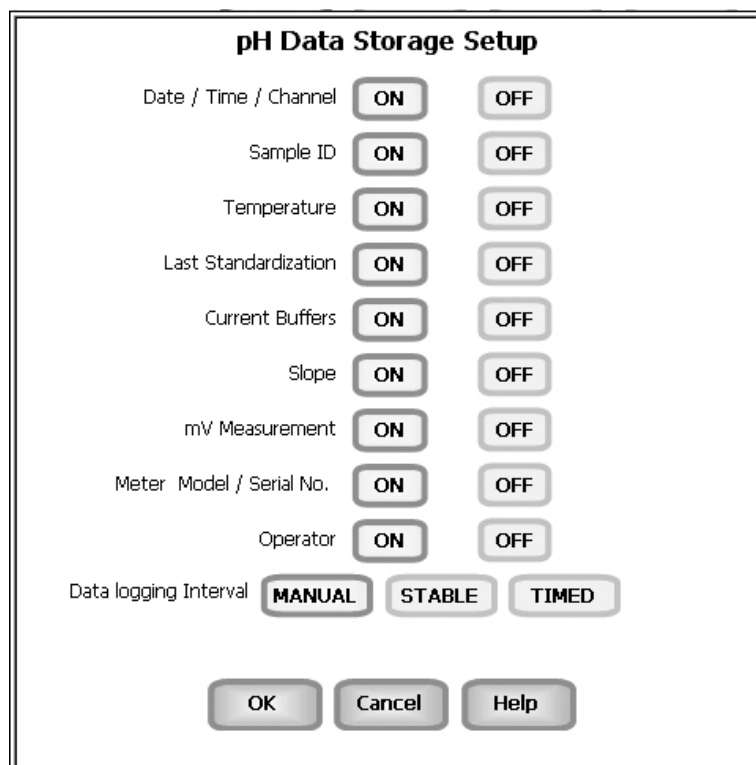 pH Data Storage Setup
Date / Time / Channel ON OFF
Sample ID ON OFF
Temperature ON OFF
Last Standardization ON OFF
Current Buffers ON OFF
Slope ON OFF
mV Measurement ON OFF
Meter Model / Serial No. ON OFF
Operator ON OFF
Data logging Interval MANUAL STABLE TIMED
OK Cancel Help